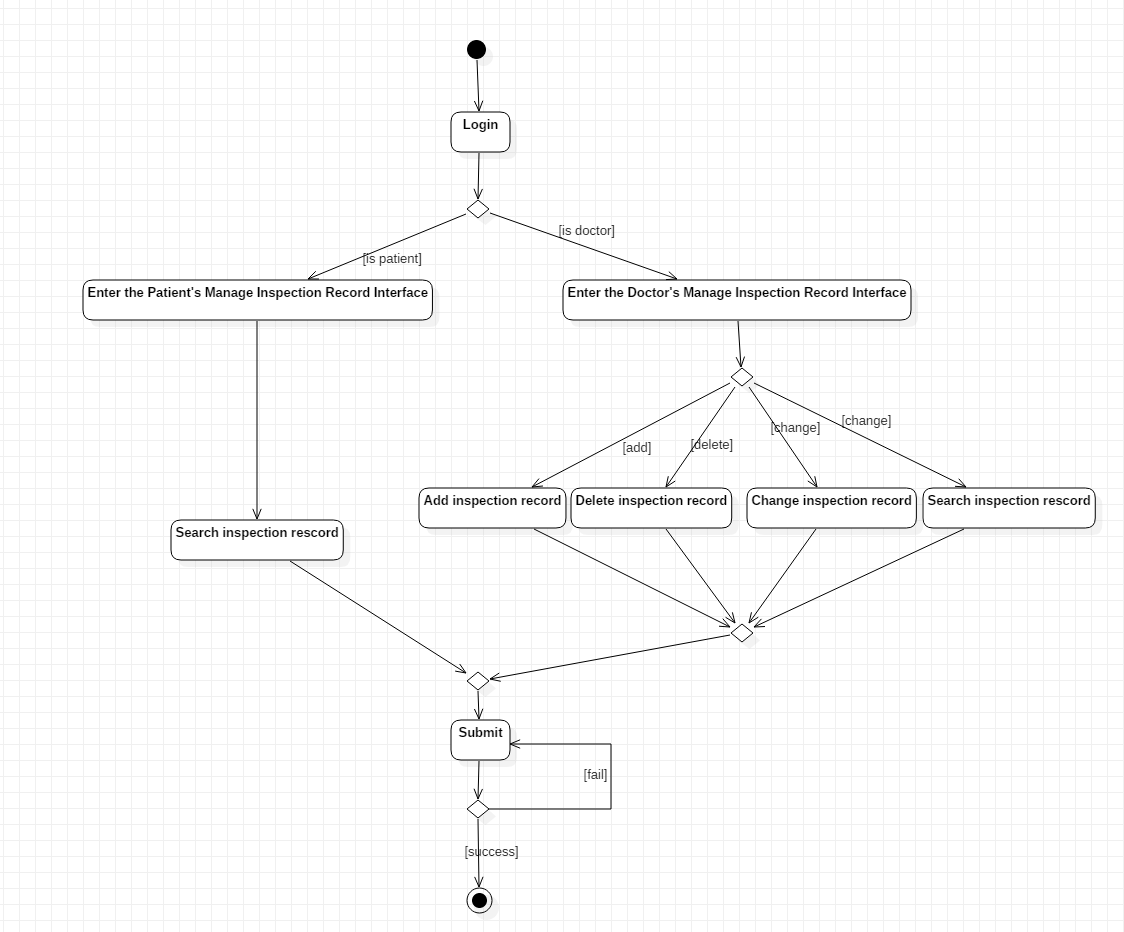 Login
[is doctor]
[is patient]
Enter the Patient's Manage Inspection Record Interface
Enter the Doctor's Manage Inspection Record Interface
[add]
[delete]
[change]
[change]
Add inspection record
Delete inspection record
Change inspection record
Search inspection rescord
Search inspection rescord
Submit
[fail]
[success]